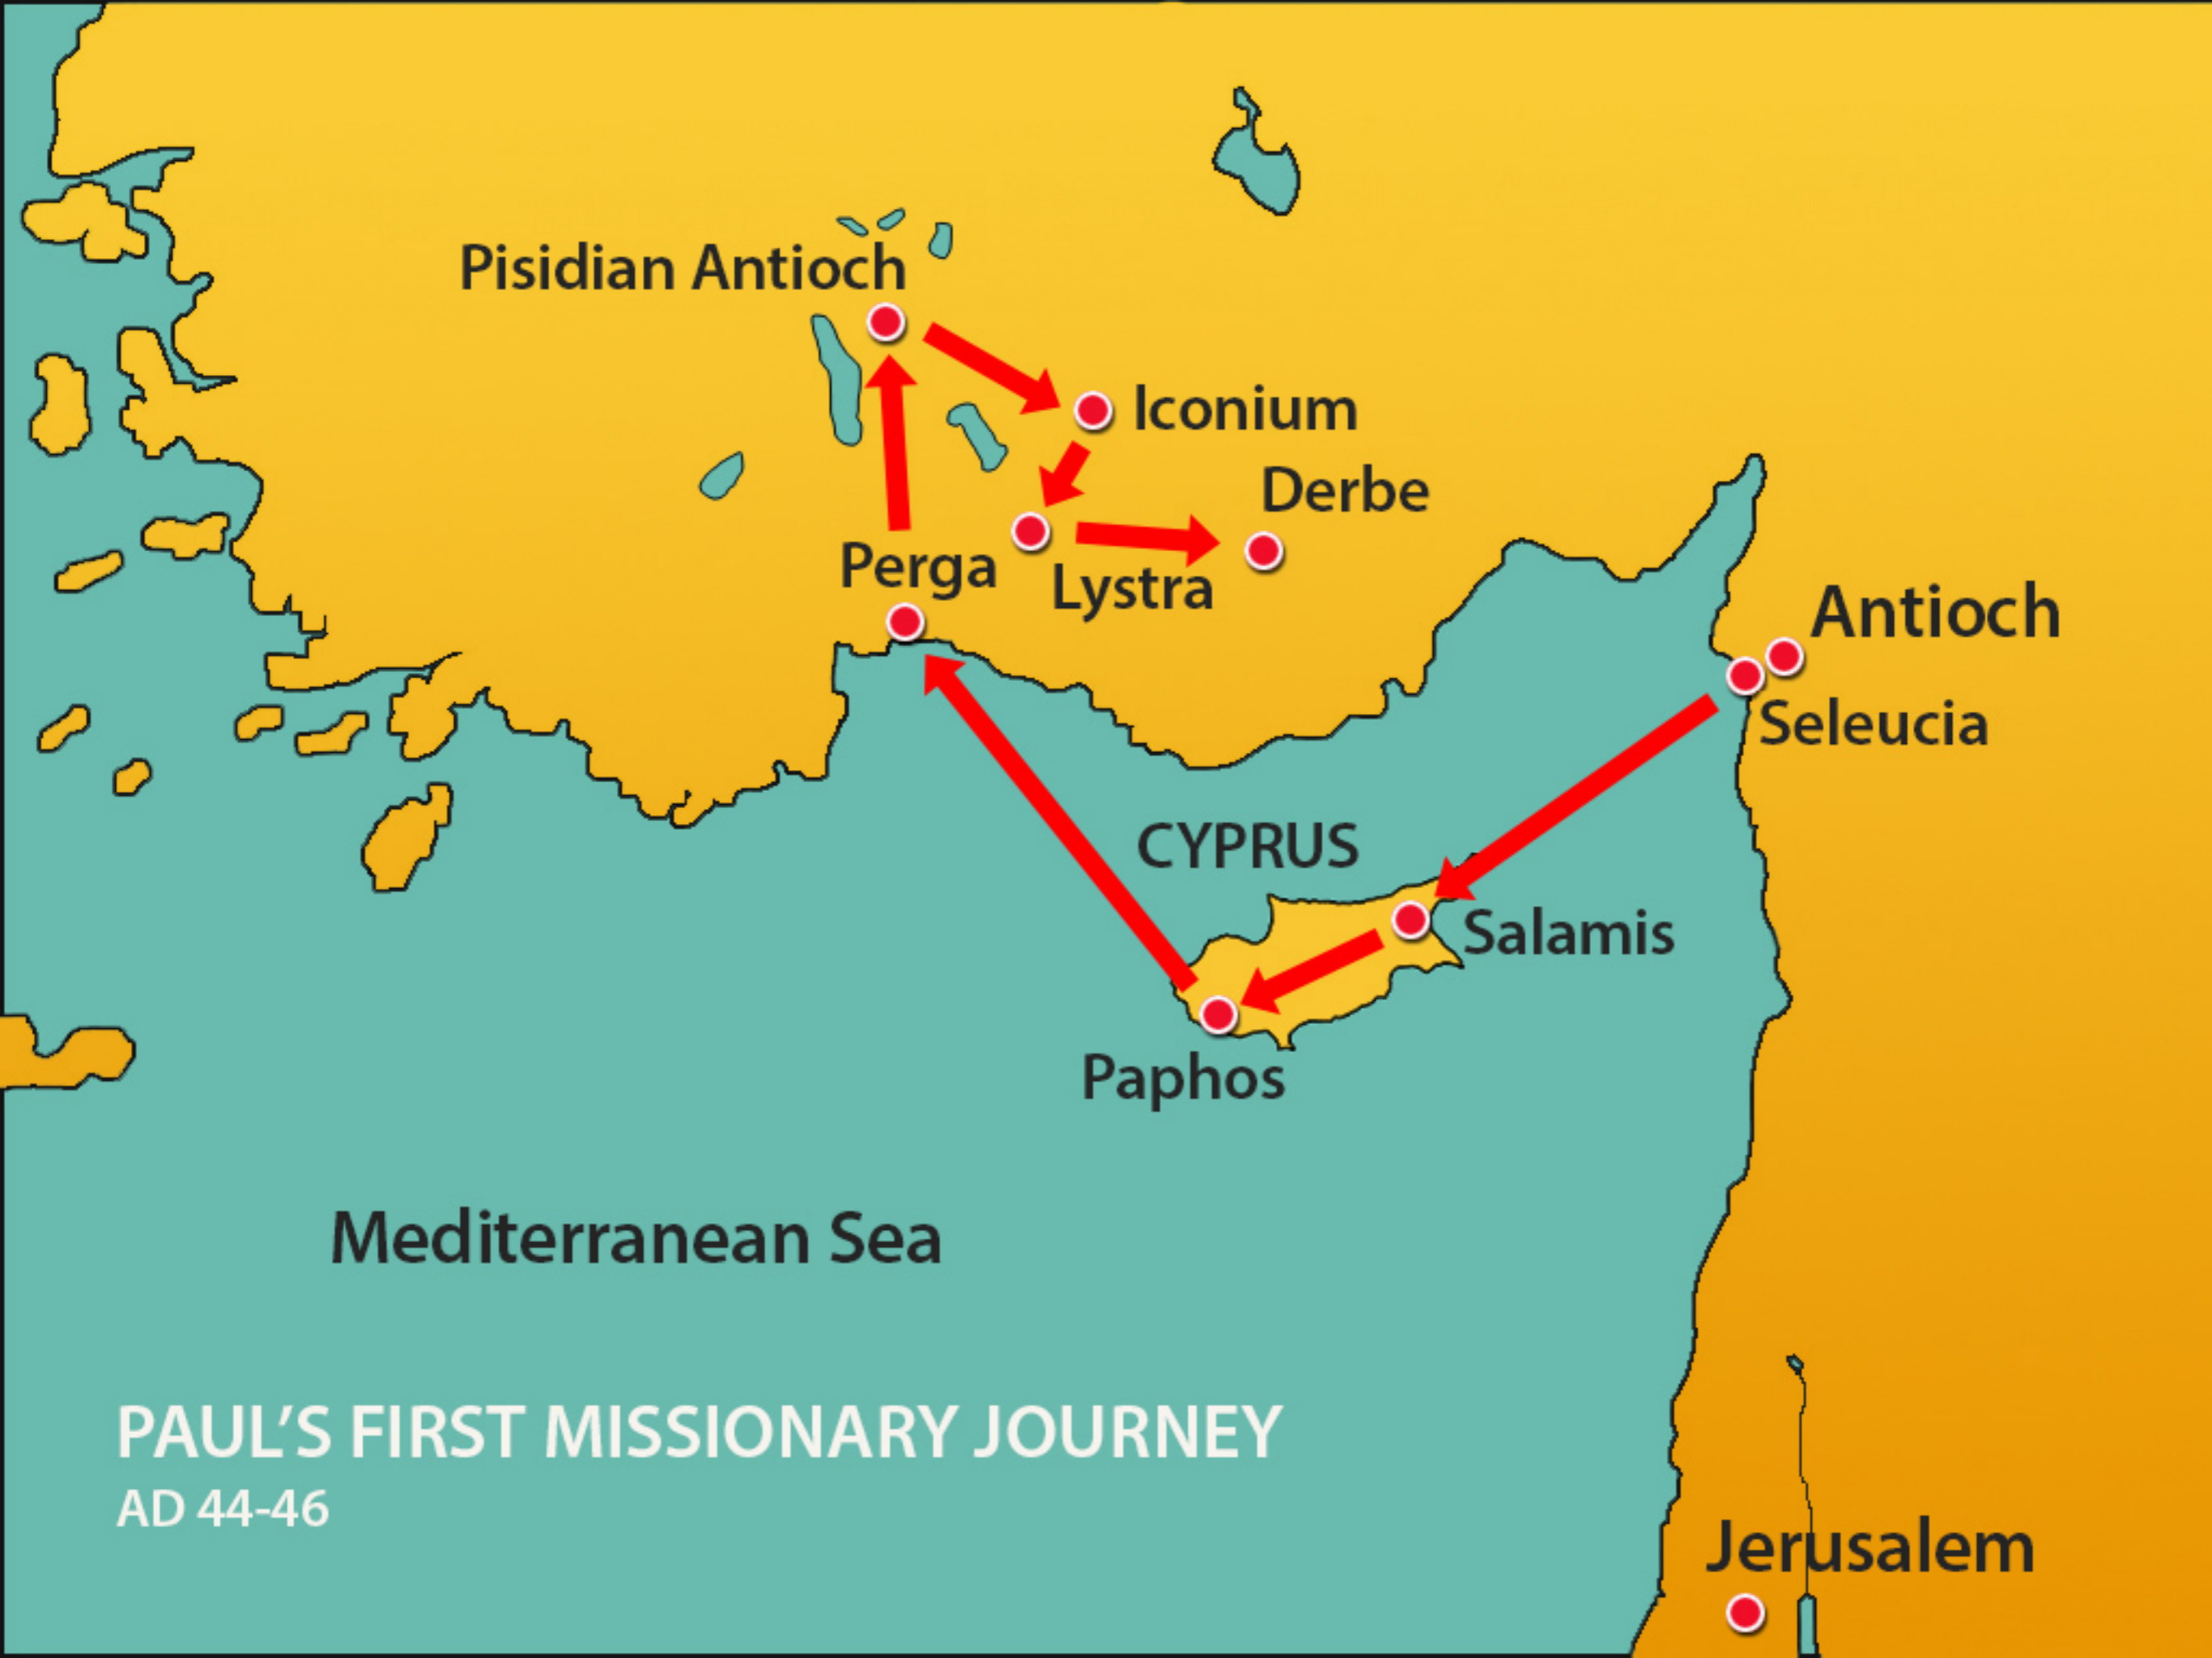 Pisidian Antioch
Iconium
Derbe
Perga
Lystra
Antioch
Seleucia
CYPRUS
Salamis
Paphos
Mediterranean Sea
PAUL’S FIRST MISSIONARY JOURNEY
AD 44-46
Jerusalem